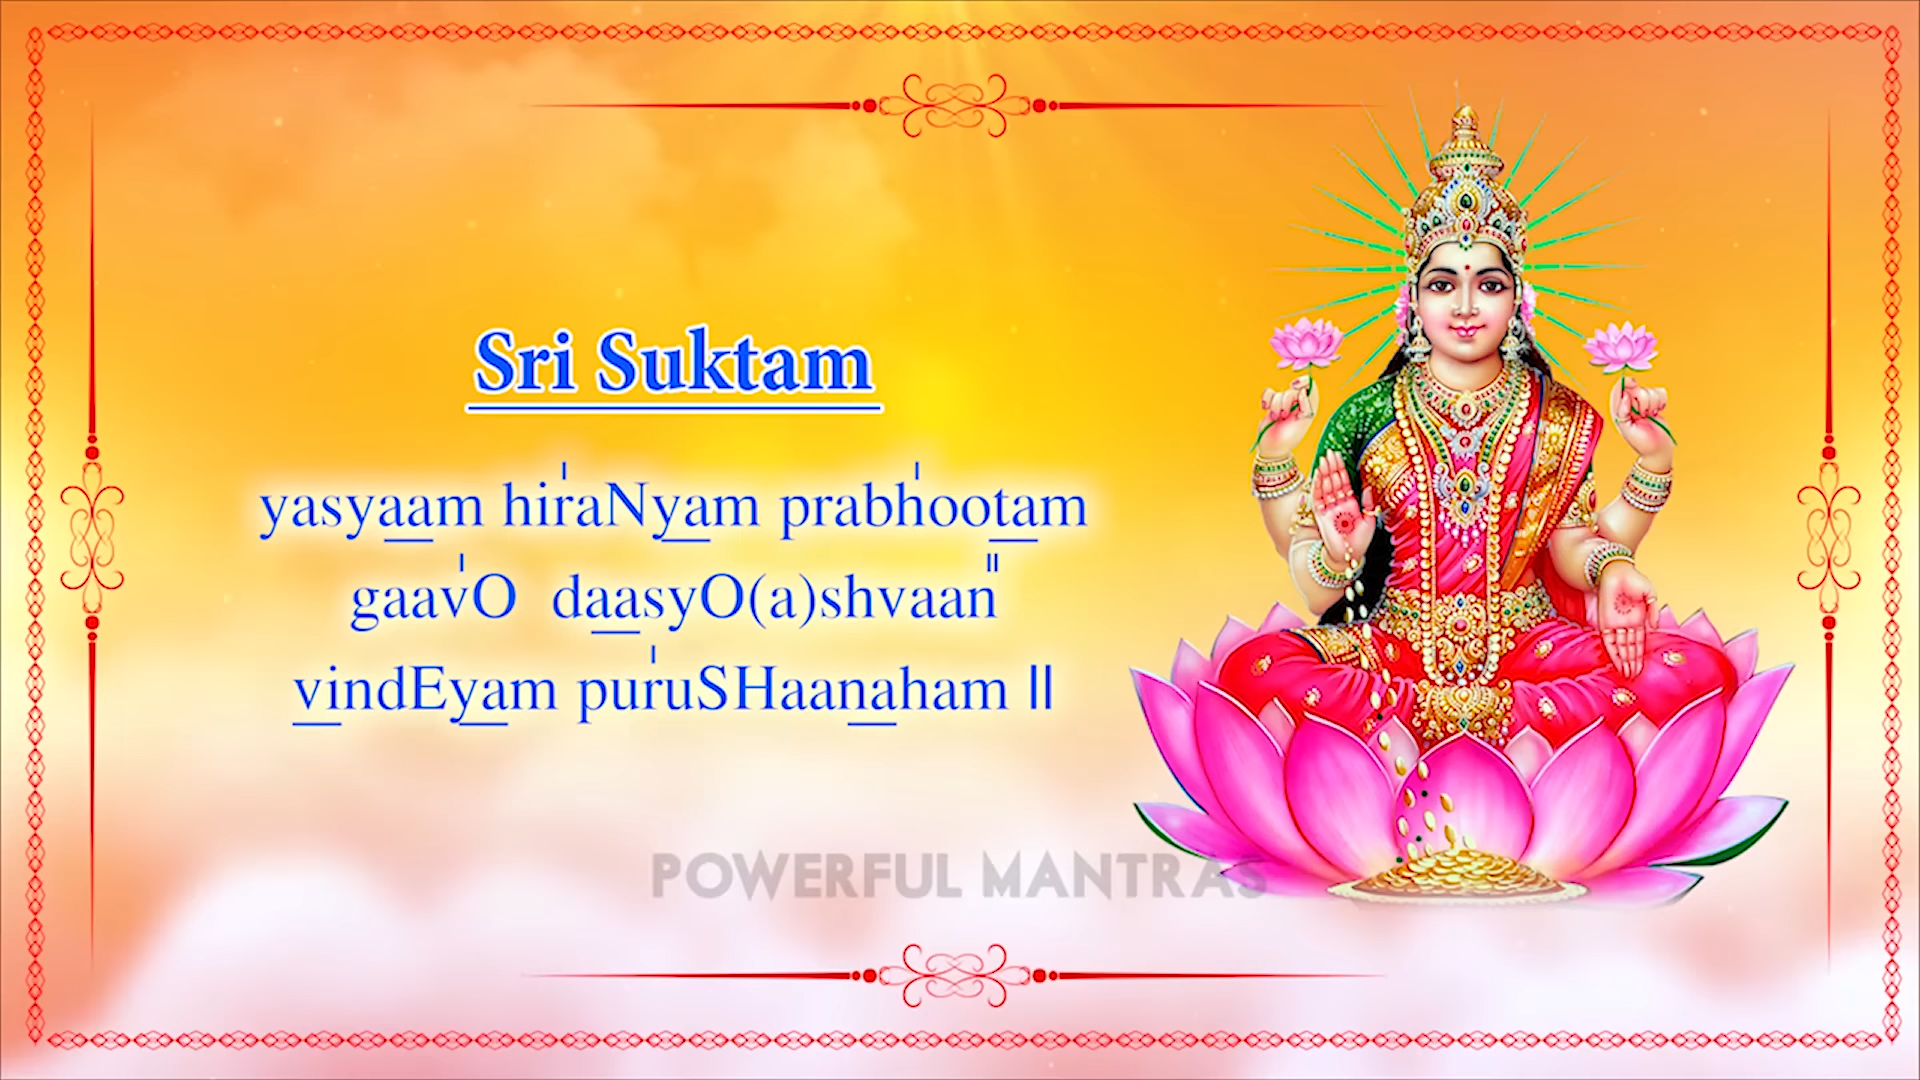 Sri Suktam
yasyaam hiraNyam prabhootam
gaavO daasyO(a)shvaan
vindEyam puruSHaanaham ||
POWERFUL MANTRAS